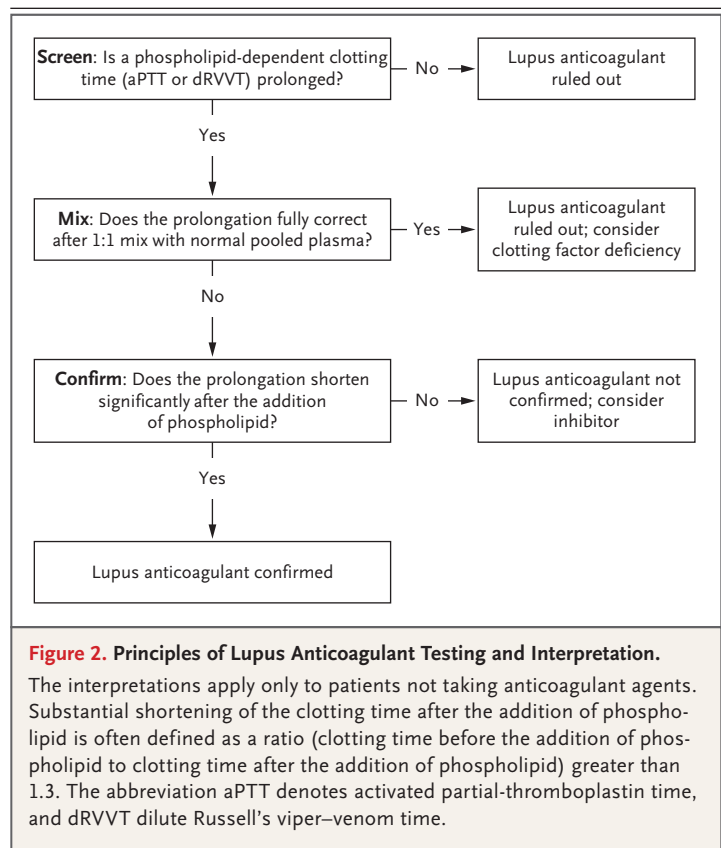 Screen: Is a phospholipid-dependent clotting
time (aPTT or dRVVT) prolonged?
No
Lupus anticoagulant
ruled out
Yes
Mix: Does the prolongation fully correct
after 1:1 mix with normal pooled plasma?
Yes
Lupus anticoagulant
ruled out; consider
clotting factor deficiency
No
Confirm: Does the prolongation shorten
significantly after the addition
of phospholipid?
No
Lupus anticoagulant not
confirmed; consider
inhibitor
Yes
Lupus anticoagulant confirmed
Figure 2. Principles of Lupus Anticoagulant Testing and Interpretation.
The interpretations apply only to patients not taking anticoagulant agents.
Substantial shortening of the clotting time after the addition of phospho-
lipid is often defined as a ratio (clotting time before the addition of phos-
pholipid to clotting time after the addition of phospholipid) greater than
1.3. The abbreviation aPTT denotes activated partial-thromboplastin time,
and dRVVT dilute Russell's viper–venom time.